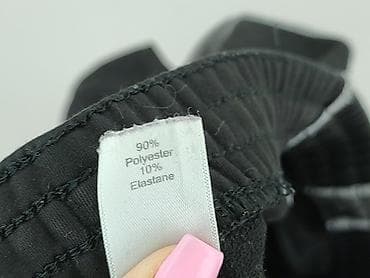 90%
Polyester
10%
Elastane